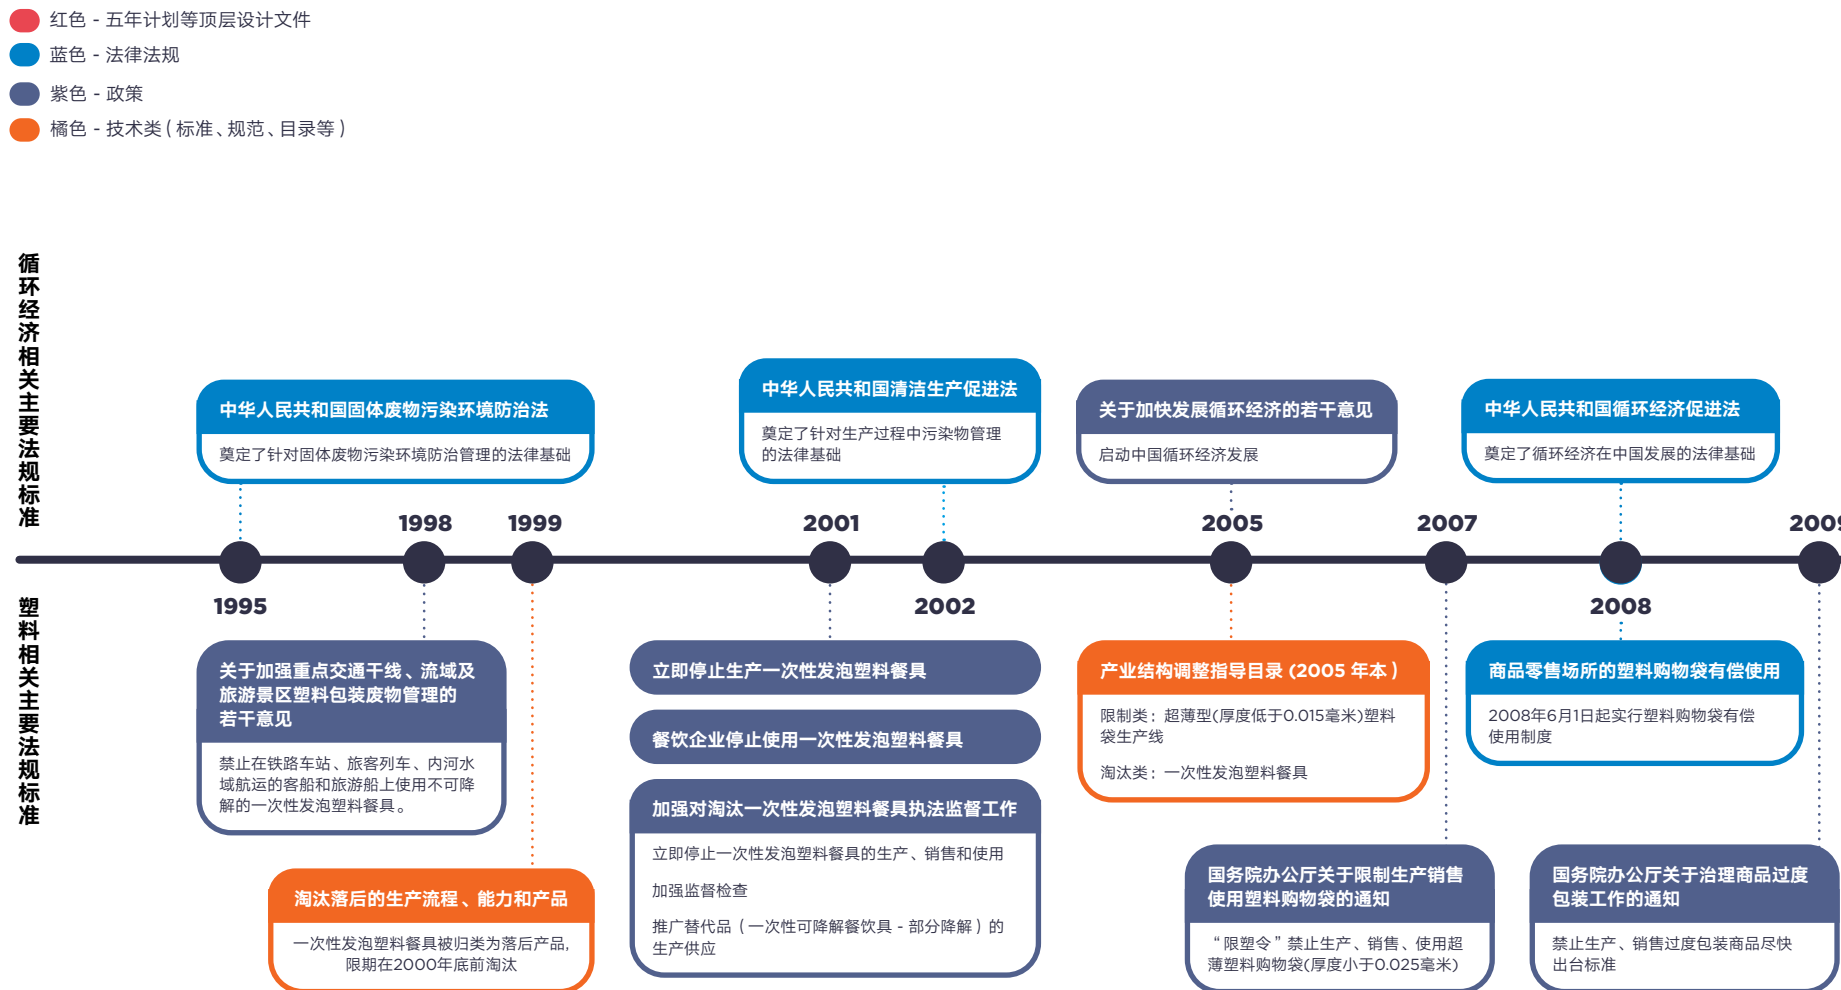 红色 - 五年计划等顶层设计文件
蓝色 - 法律法规
紫色 - 政策
橘色 - 技术类（标准、规范、目录等）
循环经济相关主要法规标准
中华人民共和国固体废物污染环境防治法
奠定了针对固体废物污染环境防治管理的法律基础
中华人民共和国清洁生产促进法
奠定了针对生产过程中污染物管理
的法律基础
关于加快发展循环经济的若干意见
启动中国循环经济发展
中华人民共和国循环经济促进法
奠定了循环经济在中国发展的法律基础
1998
1999
2001
2005
2007
2009
1995
2002
2008
塑料相关主要法规标准
关于加强重点交通干线、流域及
旅游景区塑料包装废物管理的
若干意见
禁止在铁路车站、旅客列车、内河水
域航运的客船和旅游船上使用不可降
解的一次性发泡塑料餐具。
淘汰落后的生产流程、能力和产品
一次性发泡塑料餐具被归类为落后产品,
限期在2000年底前淘汰
立即停止生产一次性发泡塑料餐具
餐饮企业停止使用一次性发泡塑料餐具
加强对淘汰一次性发泡塑料餐具执法监督工作
立即停止一次性发泡塑料餐具的生产、销售和使用
加强监督检查
推广替代品（一次性可降解餐饮具 - 部分降解）的
生产供应
产业结构调整指导目录 (2005 年本）
限制类：超薄型(厚度低于0.015毫米)塑料
袋生产线
淘汰类：一次性发泡塑料餐具
国务院办公厅关于限制生产销售
使用塑料购物袋的通知
“限塑令”禁止生产、销售、使用超
薄塑料购物袋(厚度小于0.025毫米)
商品零售场所的塑料购物袋有偿使用
2008年6月1日起实行塑料购物袋有偿
使用制度
国务院办公厅关于治理商品过度
包装工作的通知
禁止生产、销售过度包装商品尽快
出台标准